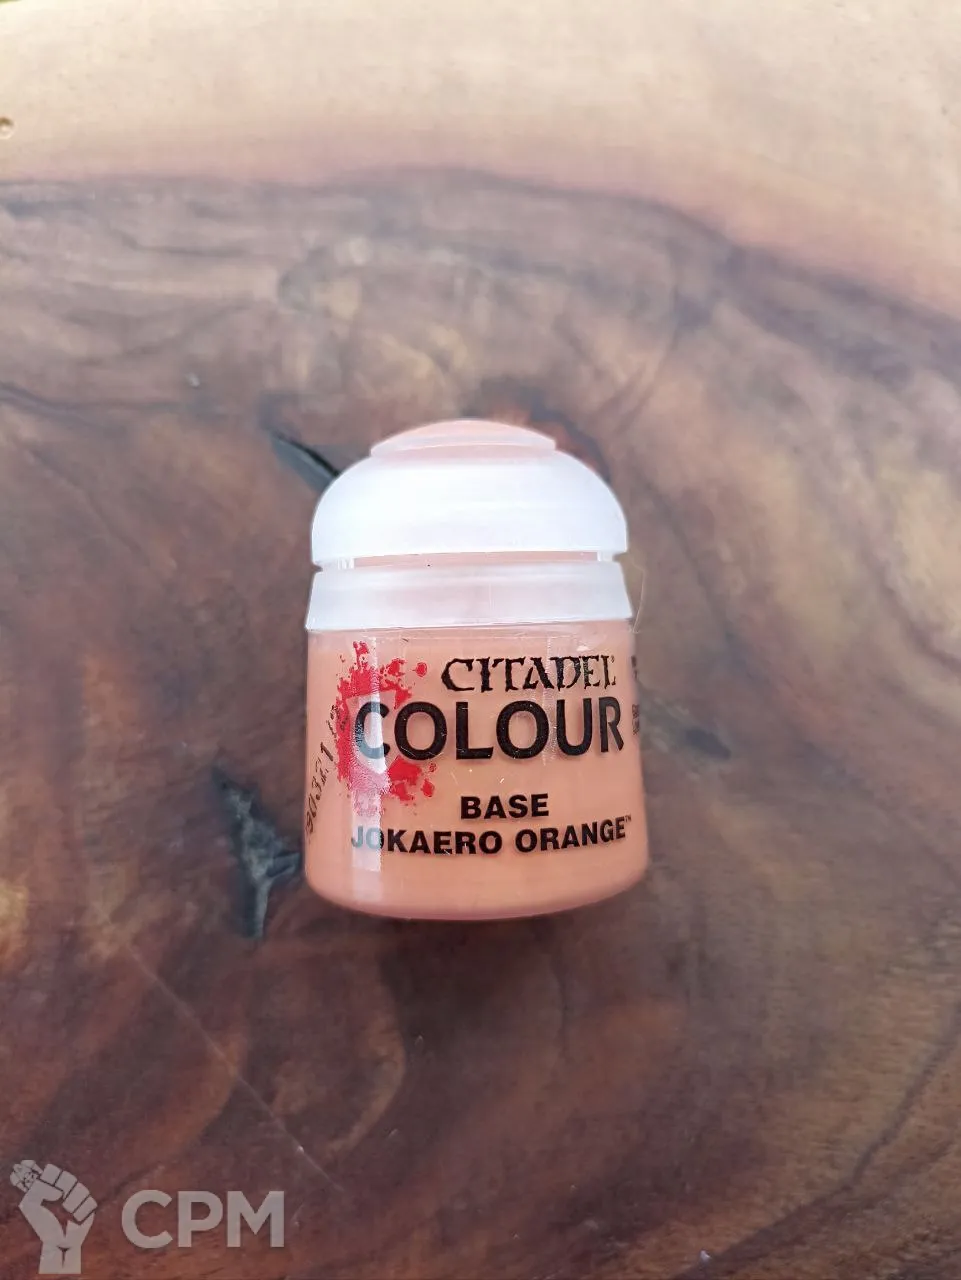 CITADEL
COLOUR
BASE
JOKAERO ORANGE™
CPM